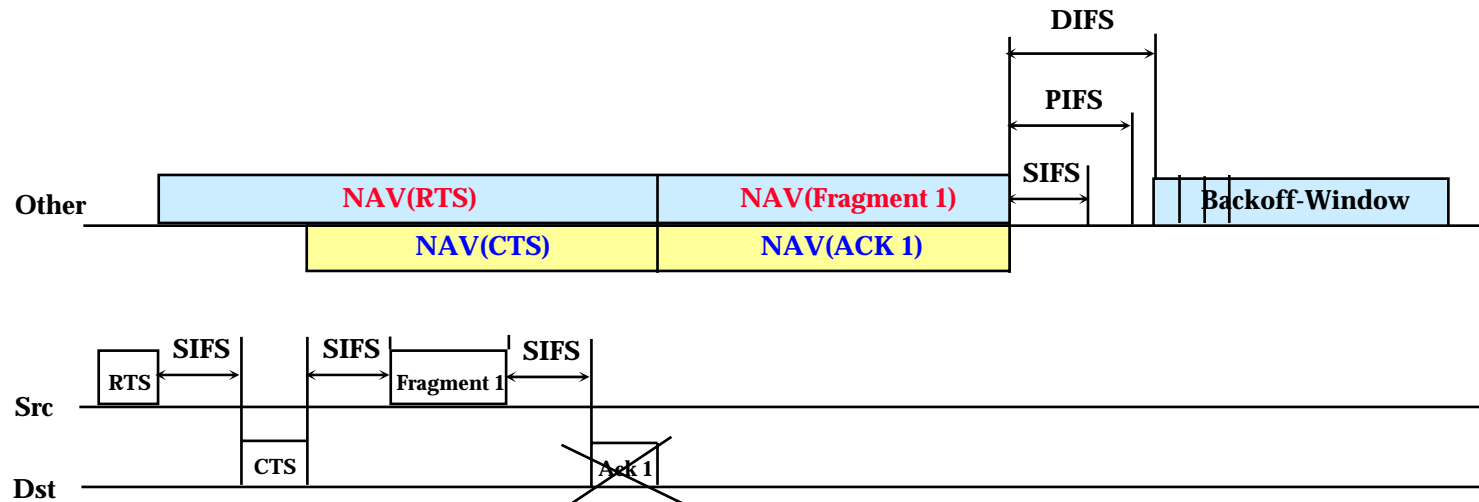 DIFS
PIFS
SIFS
Other
NAV(RTS)
NAV(Fragment 1)
Backoff-Window
NAV(CTS)
NAV(ACK 1)
SIFS
SIFS
SIFS
RTS
Fragment 1
Src
CTS
Ack 1
Dst